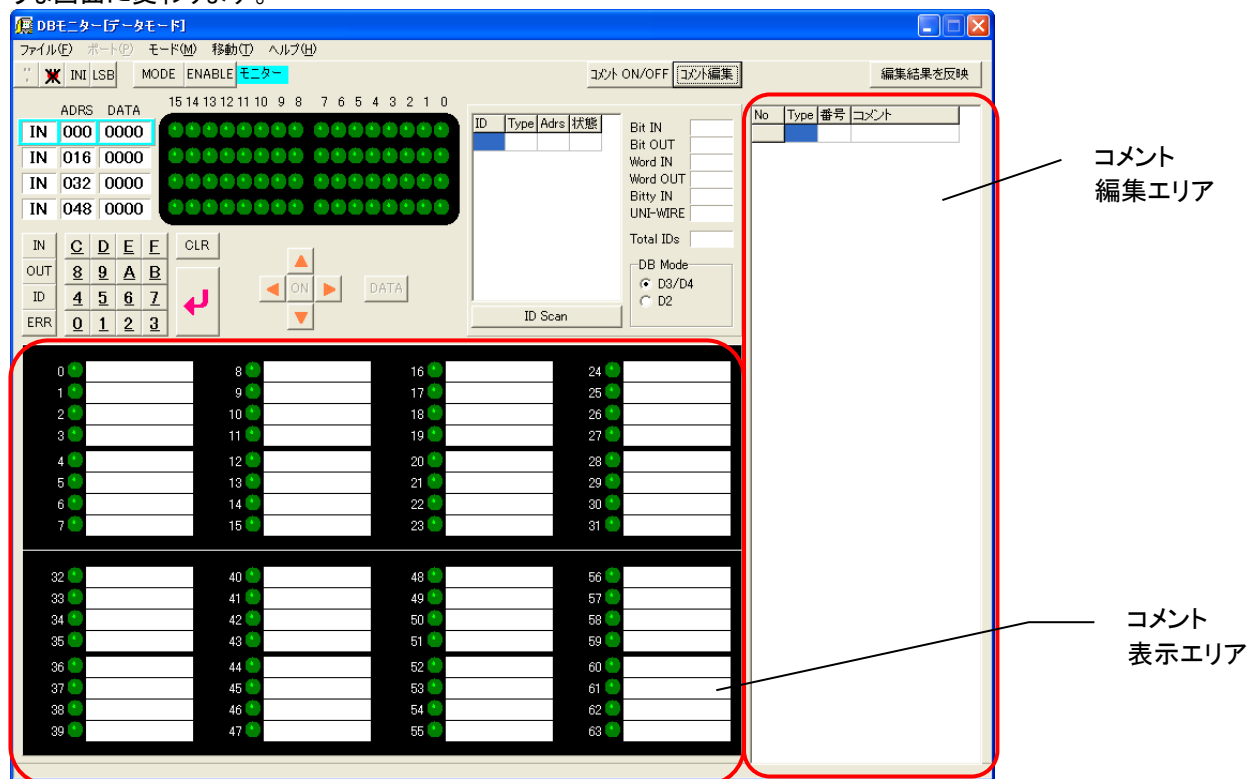 うな画面に変わります。
DBモニター[データモード]
ファイル(F) ポート(P) モード(M) 移動(T) ヘルプ(H)
INI LSB MODE ENABLE モニター コメント ON/OFF コメント編集 編集結果を反映
ADRS DATA 15 14 13 12 11 10 9 8 7 6 5 4 3 2 1 0
IN 000 0000
IN 016 0000
IN 032 0000
IN 048 0000
ID Type Adrs 状態
Bit IN
Bit OUT
Word IN
Word OUT
Bitty IN
UNI-WIRE
Total IDs
DB Mode
D3/D4
D2
ID Scan
No Type 番号 コメント
IN C D E F CLR
OUT 8 9 A B
ID 4 5 6 7
ERR 0 1 2 3
ON DATA
0 8 16 24
1 9 17 25
2 10 18 26
3 11 19 27
4 12 20 28
5 13 21 29
6 14 22 30
7 15 23 31
32 40 48 56
33 41 49 57
34 42 50 58
35 43 51 59
36 44 52 60
37 45 53 61
38 46 54 62
39 47 55 63
コメント
編集エリア
コメント
表示エリア